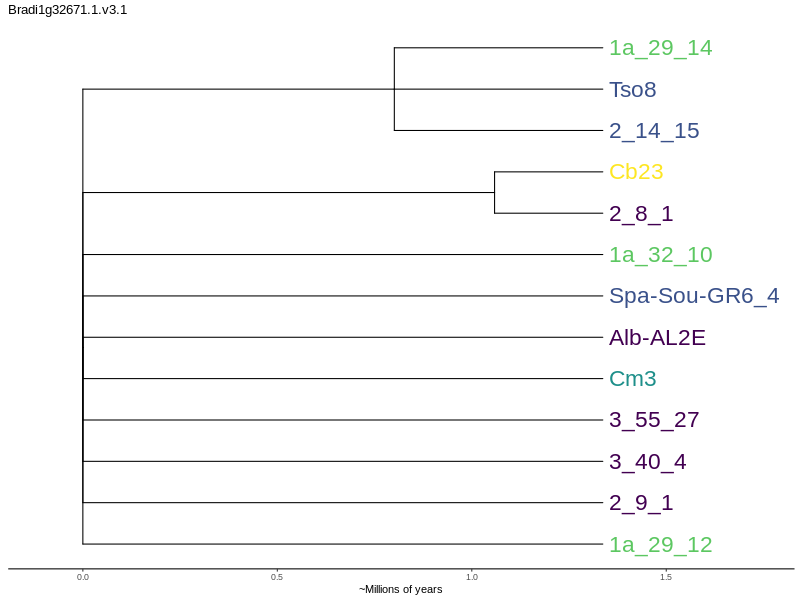 Bradi1g32671.1.v3.1
1a_29_14
Tso8
2_14_15
Cb23
2_8_1
1a_32_10
Spa-Sou-GR6_4
Alb-AL2E
Cm3
3_55_27
3_40_4
2_9_1
1a_29_12
0.0 0.5 1.0 1.5
~Millions of years